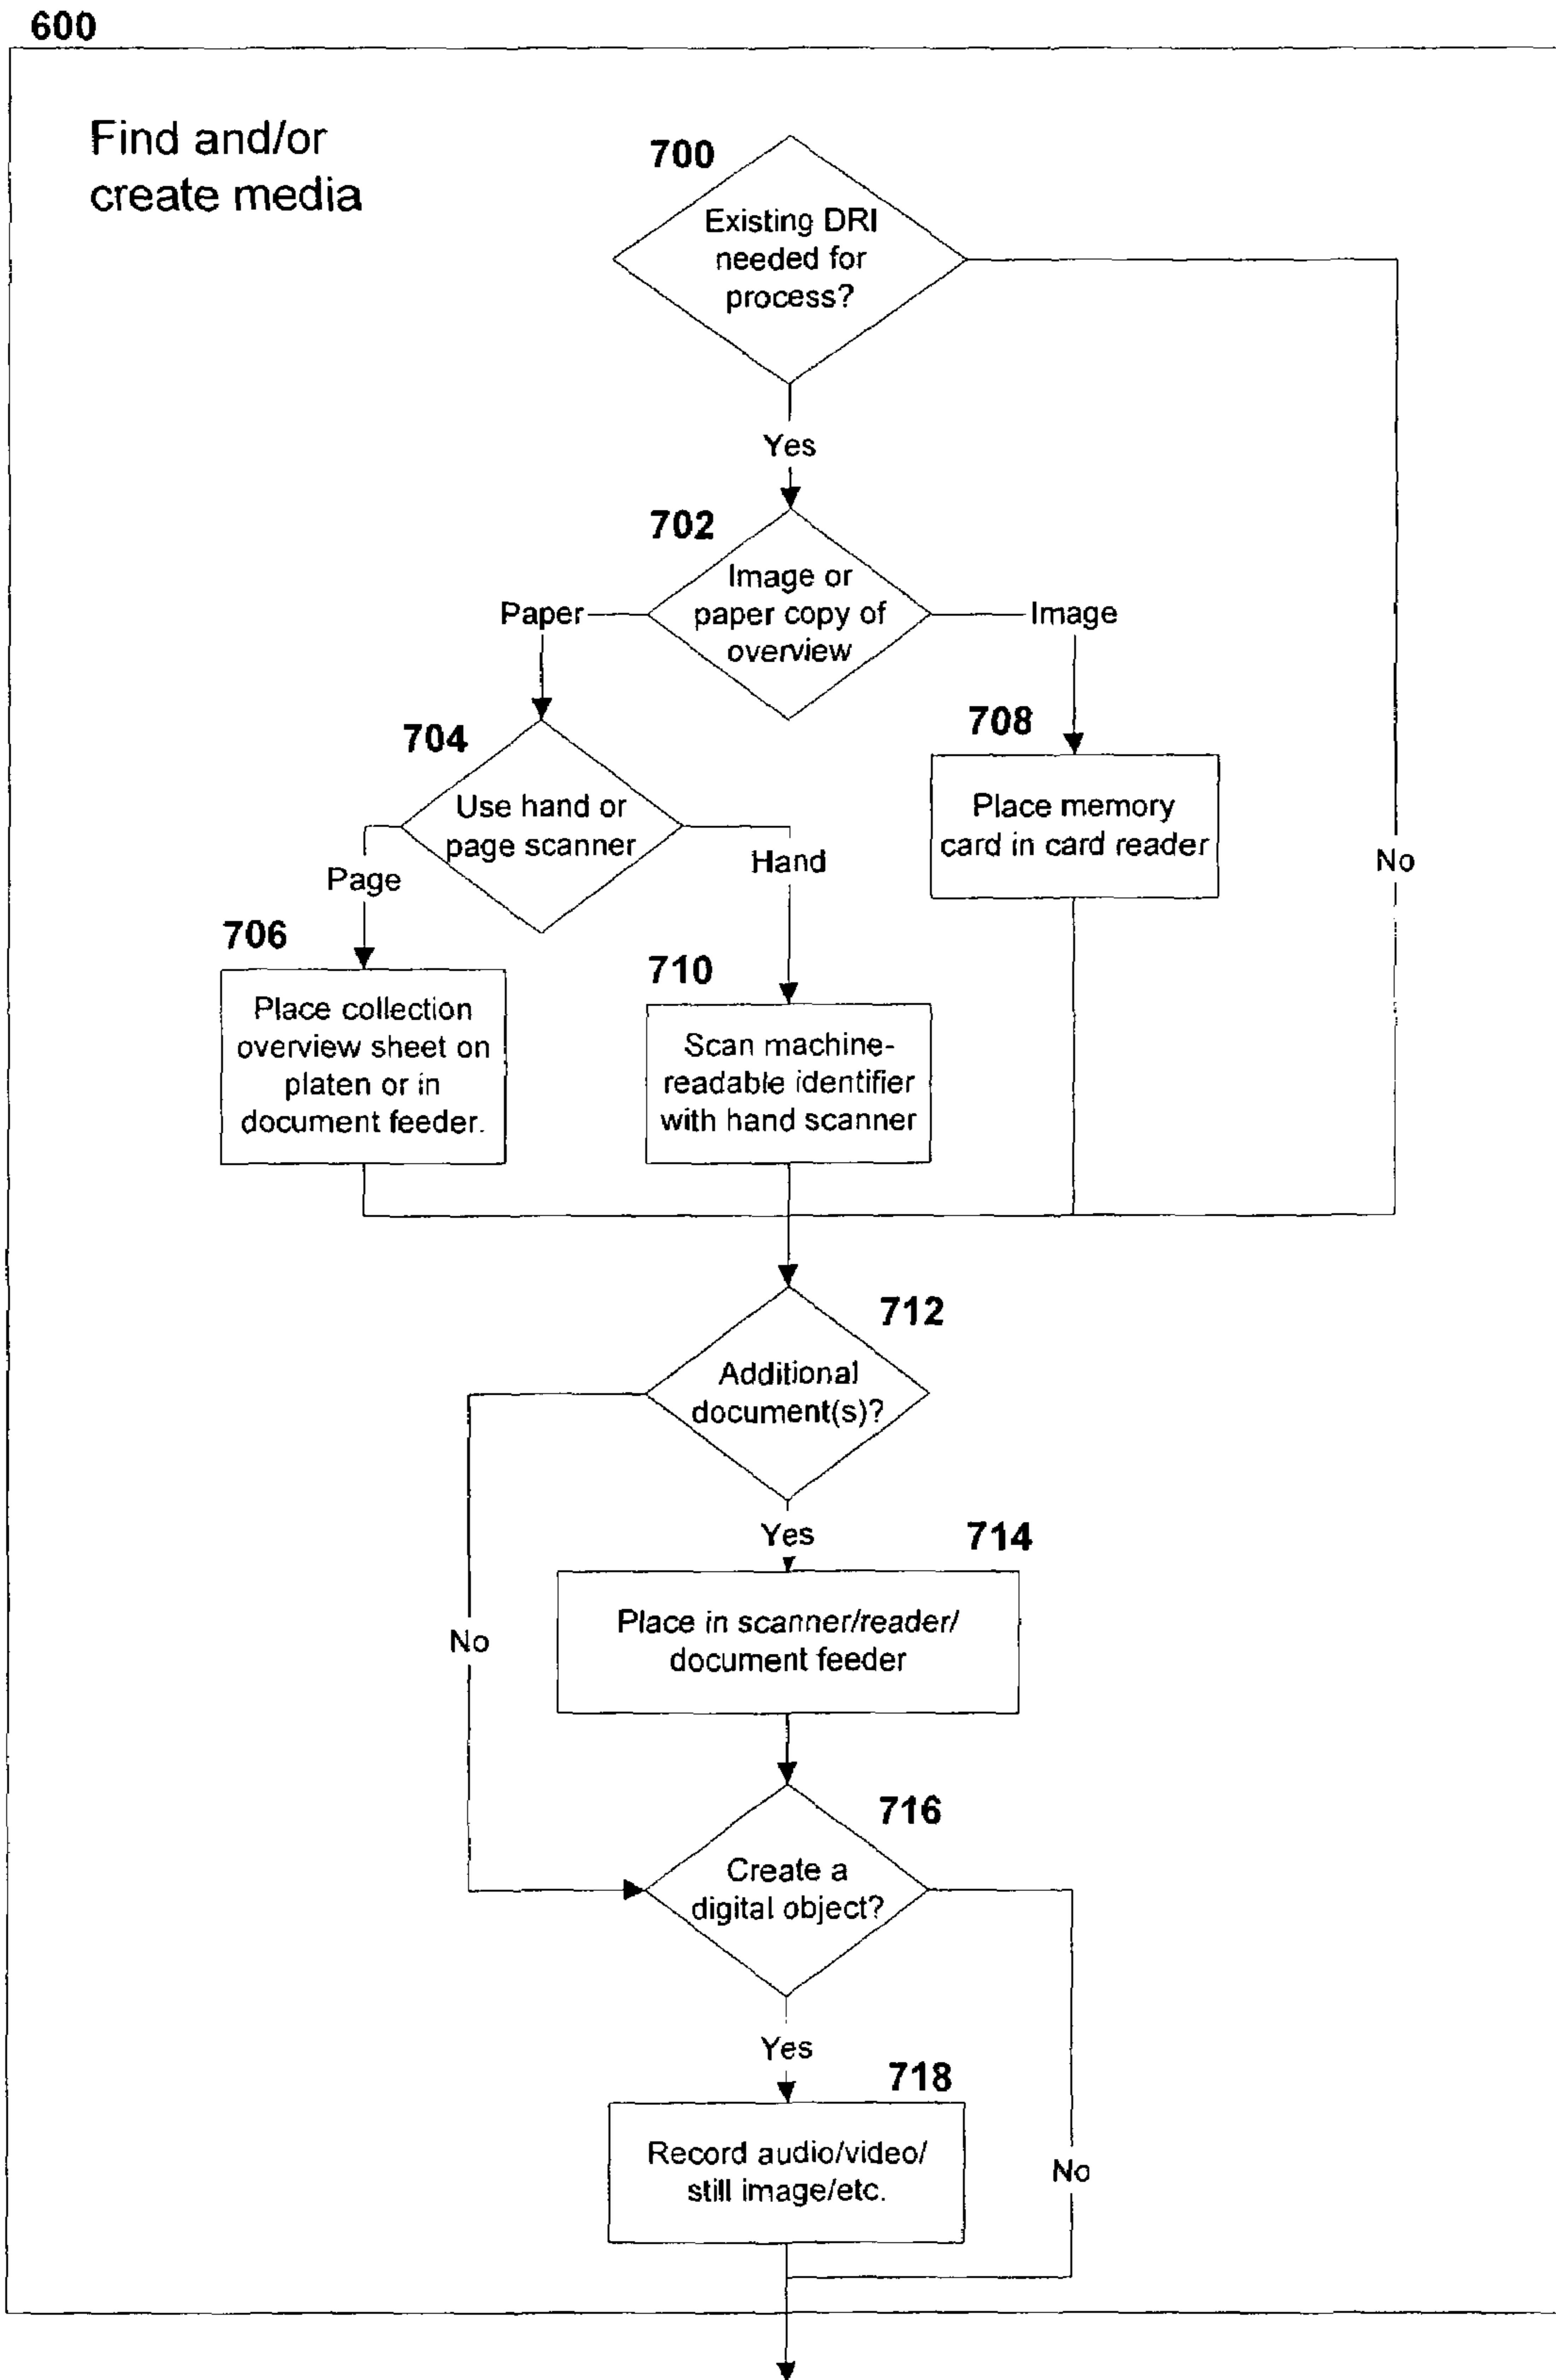 600
Find and/or
create media
700
Existing DRI
needed for
process?
Yes
702
Image or
paper copy of
overview
Paper
Image
704
Use hand or
page scanner
708
Place memory
card in card reader
No
Page
Hand
706
Place collection
overview sheet on
platen or in
document feeder.
710
Scan machine-
readable identifier
with hand scanner
712
Additional
document(s)?
Yes
714
Place in scanner/reader/
document feeder
No
716
Create a
digital object?
Yes
718
Record audio/video/
still image/etc.
No